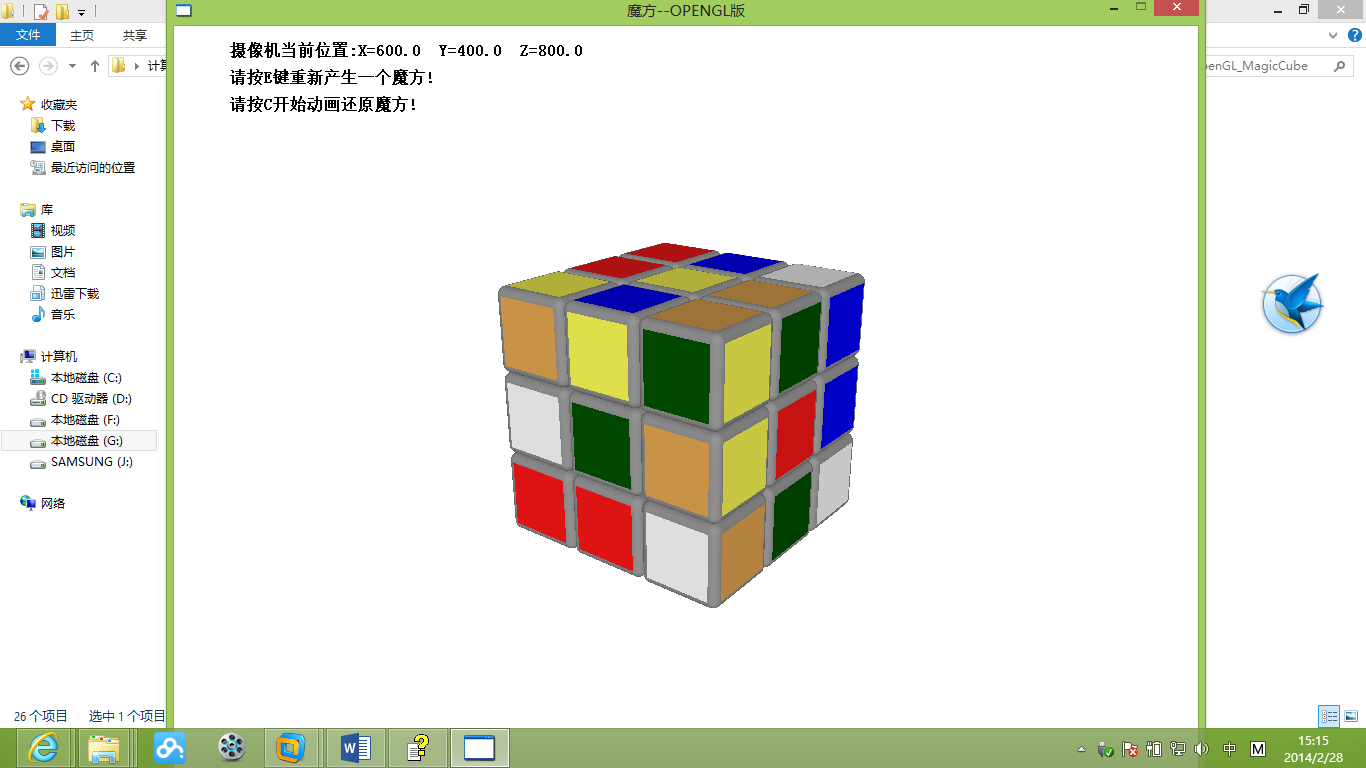 魔方--OPENGL版
文件 主页 共享
计算
enGL_MagicCube
摄像机当前位置:X=600.0 Y=400.0 Z=800.0
请按E键重新产生一个魔方!
请按C开始动画还原魔方!
收藏夹
下载
桌面
最近访问的位置
库
视频
图片
文档
迅雷下载
音乐
计算机
本地磁盘 (C:)
CD 驱动器 (D:)
本地磁盘 (F:)
本地磁盘 (G:)
SAMSUNG (J:)
网络
26 个项目 选中 1 个项目
中 M
15:15
2014/2/28